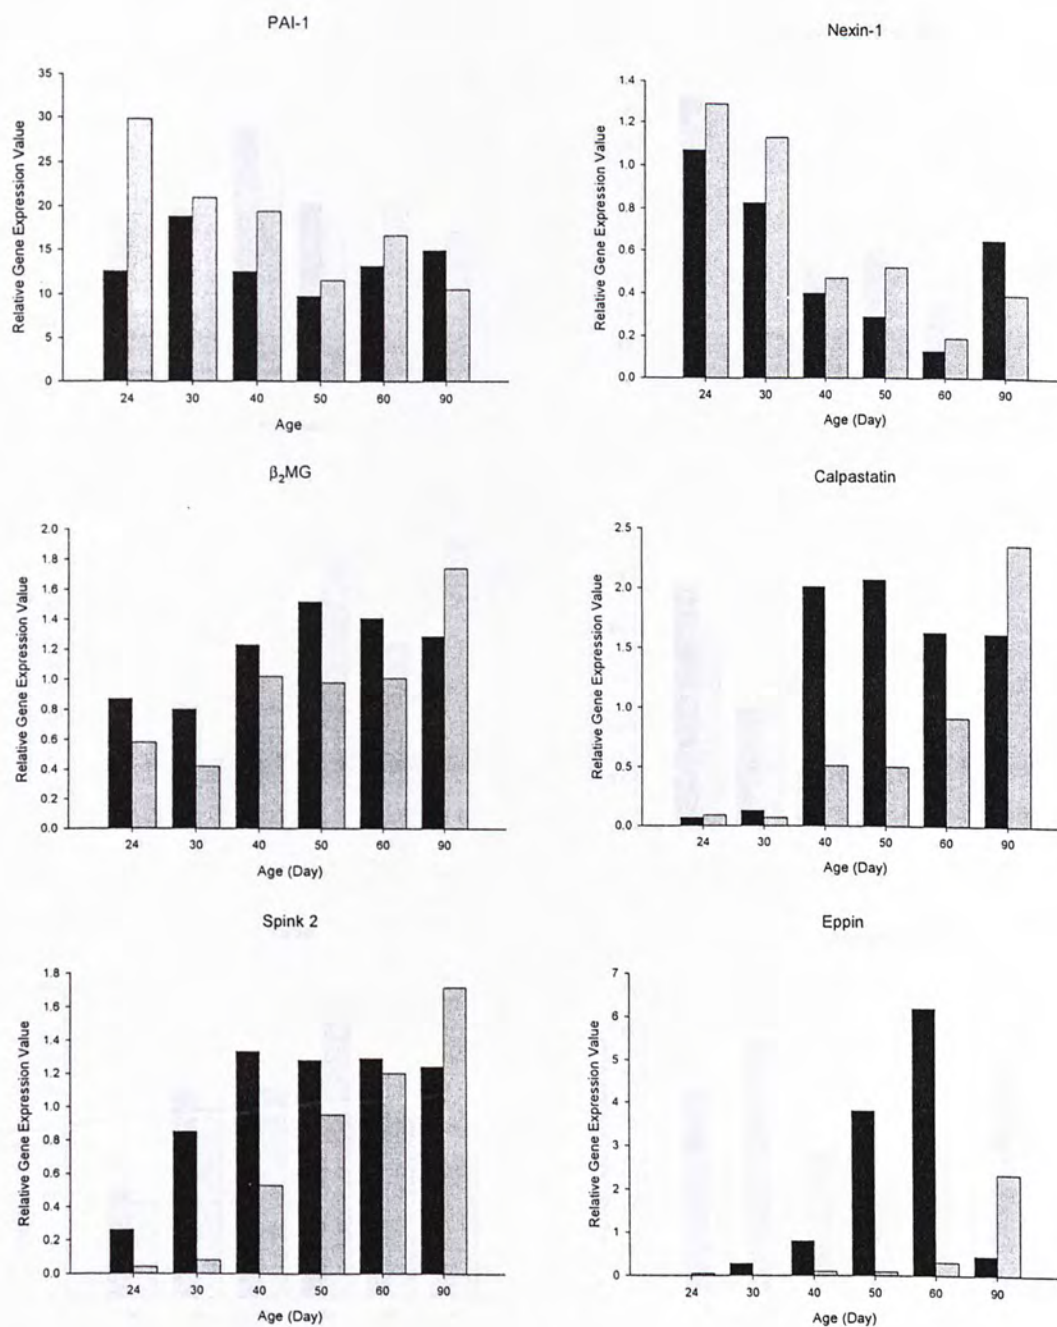 PAI-1
Relative Gene Expression Value
35
30
25
20
15
10
5
0
24 30 40 50 60 90
Age
Nexin-1
Relative Gene Expression Value
1.4
1.2
1.0
0.8
0.6
0.4
0.2
0.0
24 30 40 50 60 90
Age (Day)
β₂MG
Relative Gene Expression Value
2.0
1.8
1.6
1.4
1.2
1.0
0.8
0.6
0.4
0.2
0.0
24 30 40 50 60 90
Age (Day)
Calpastatin
Relative Gene Expression Value
2.5
2.0
1.5
1.0
0.5
0.0
24 30 40 50 60 90
Age (Day)
Spink 2
Relative Gene Expression Value
1.8
1.6
1.4
1.2
1.0
0.8
0.6
0.4
0.2
0.0
24 30 40 50 60 90
Age (Day)
Eppin
Relative Gene Expression Value
7
6
5
4
3
2
1
0
24 30 40 50 60 90
Age (Day)